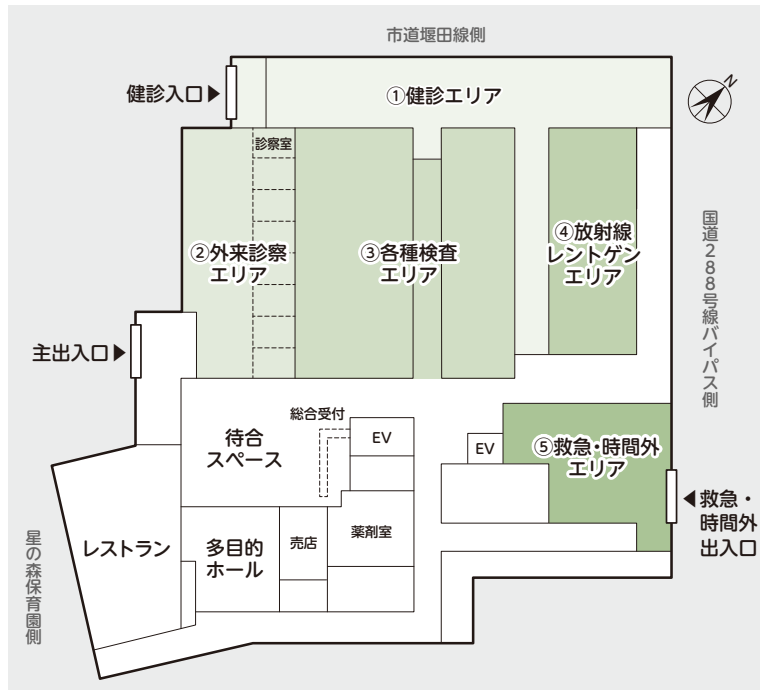 市道堰田線側
N
健診入口▶
①健診エリア
診察室
②外来診察
エリア
③各種検査
エリア
④放射線
レントゲン
エリア
国道288号線バイパス側
主出入口▶
総合受付
待合
スペース
EV
EV
⑤救急・時間外
エリア
◀救急・
時間外
出入口
星の森保育園側
レストラン
多目的
ホール
売店
薬剤室